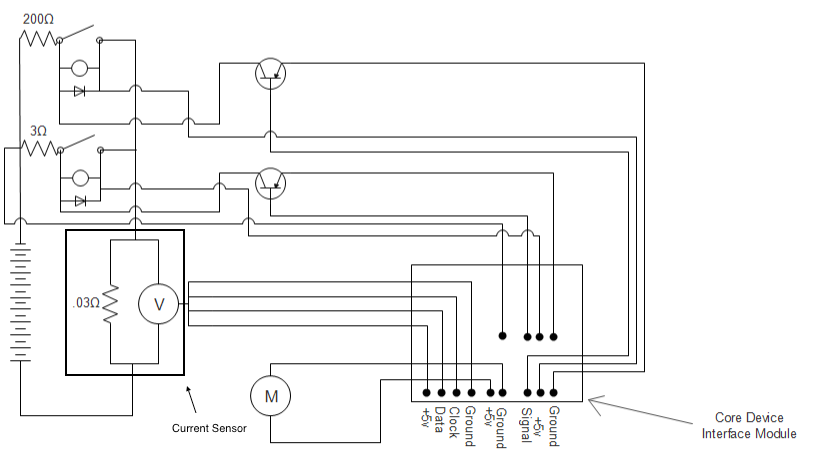 200Ω
3Ω
.03Ω
V
Current Sensor
M
+5v
Data
Clock
Ground
+5v
Ground
Signal
+5v
Ground
Core Device
Interface Module